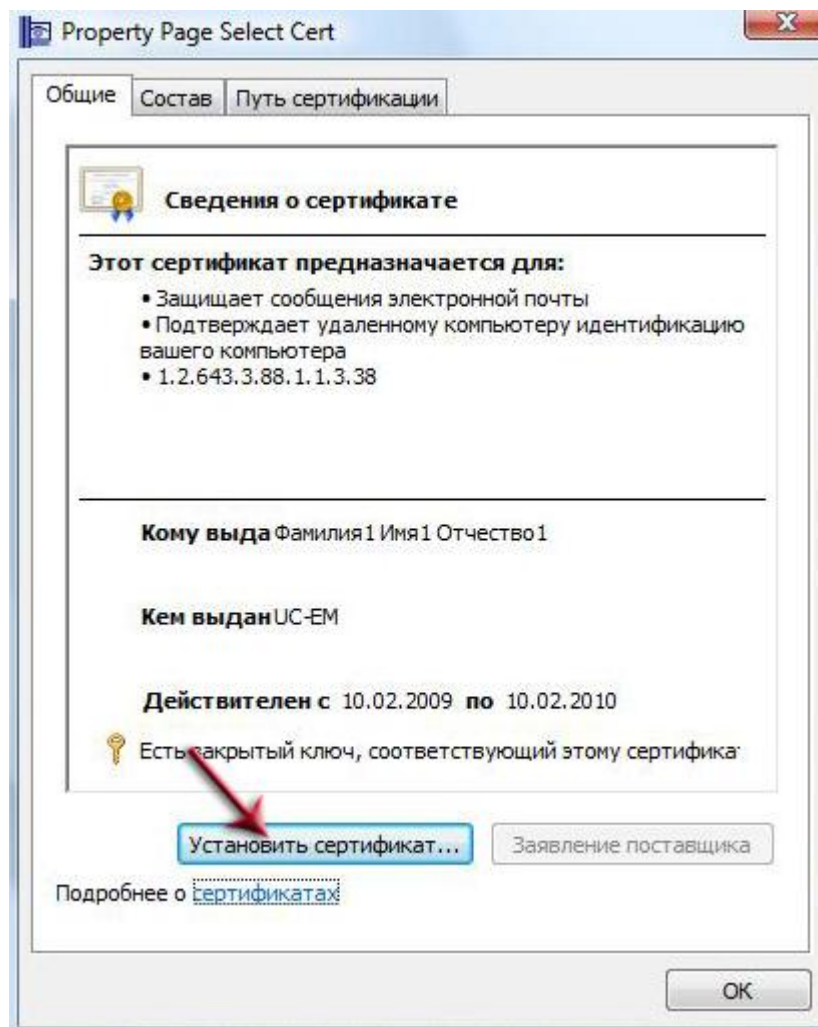 Property Page Select Cert
Общие Состав Путь сертификации
Сведения о сертификате
Этот сертификат предназначается для:
• Защищает сообщения электронной почты
• Подтверждает удаленному компьютеру идентификацию
вашего компьютера
• 1.2.643.3.88.1.1.3.38
Кому выда Фамилия1 Имя1 Отчество1
Кем выдан UC-EM
Действителен с 10.02.2009 по 10.02.2010
Есть закрытый ключ, соответствующий этому сертифика
Установить сертификат... Заявление поставщика
Подробнее о сертификатах
OK